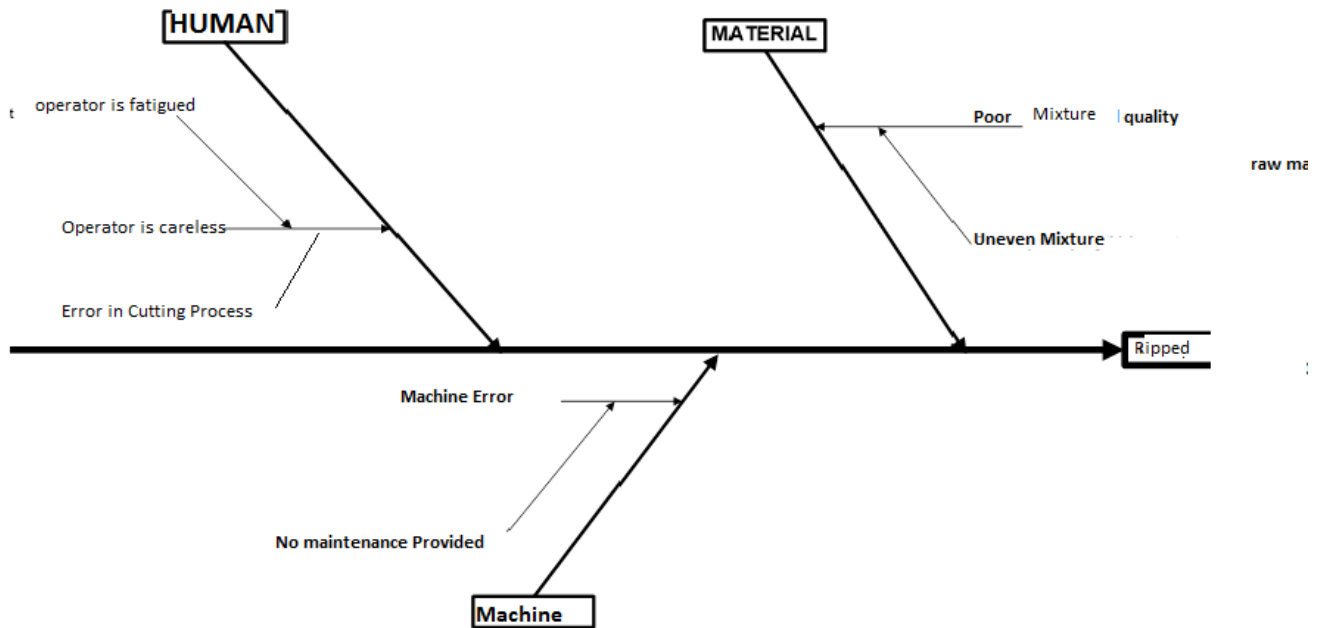 HUMAN
MATERIAL
t operator is fatigued
Poor Mixture quality
raw ma
Operator is careless
Uneven Mixture
Error in Cutting Process
Ripped
Machine Error
No maintenance Provided
Machine